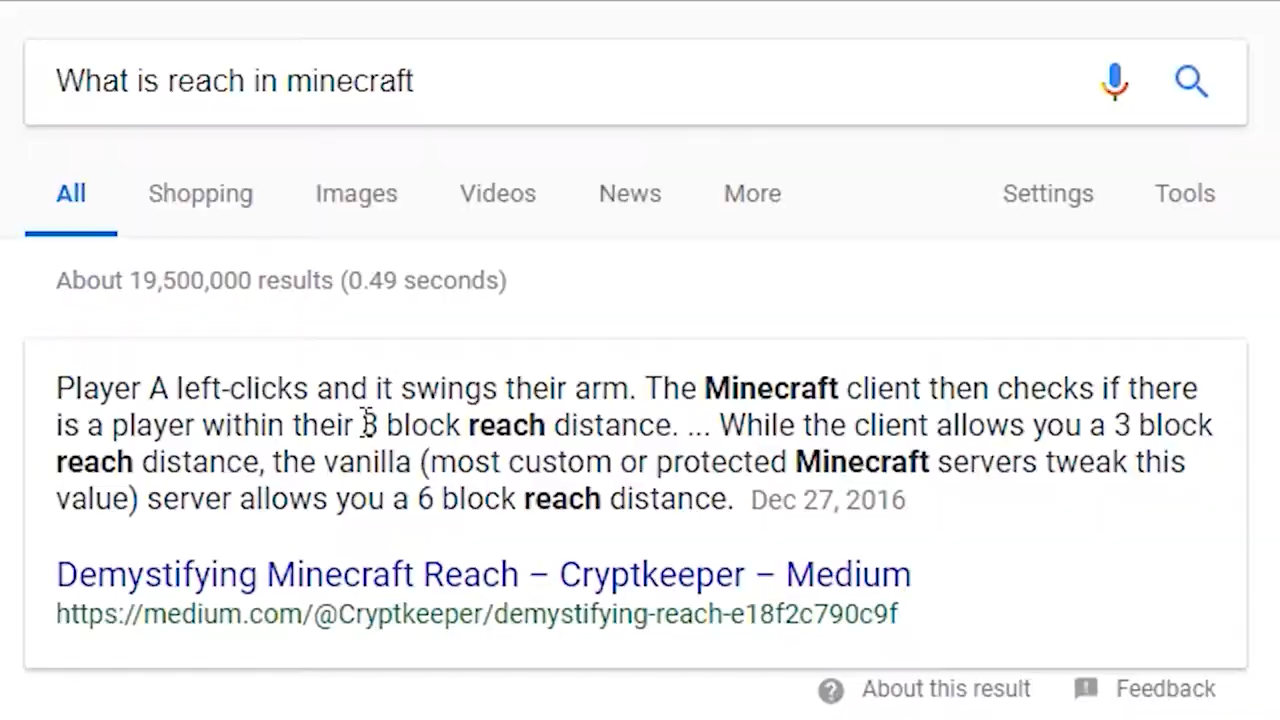 What is reach in minecraft
All Shopping Images Videos News More Settings Tools
About 19,500,000 results (0.49 seconds)
Player A left-clicks and it swings their arm. The Minecraft client then checks if there
is a player within their 3 block reach distance. ... While the client allows you a 3 block
reach distance, the vanilla (most custom or protected Minecraft servers tweak this
value) server allows you a 6 block reach distance. Dec 27, 2016
Demystifying Minecraft Reach – Cryptkeeper – Medium
https://medium.com/@Cryptkeeper/demystifying-reach-e18f2c790c9f
About this result Feedback